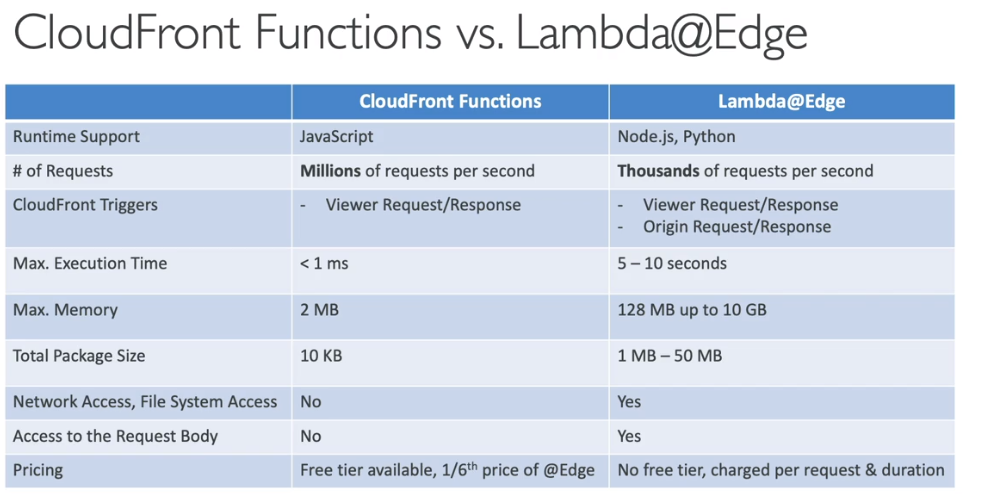 CloudFront Functions vs. Lambda@Edge
CloudFront Functions Lambda@Edge
Runtime Support JavaScript Node.js, Python
# of Requests Millions of requests per second Thousands of requests per second
CloudFront Triggers - Viewer Request/Response - Viewer Request/Response
- Origin Request/Response
Max. Execution Time < 1 ms 5 – 10 seconds
Max. Memory 2 MB 128 MB up to 10 GB
Total Package Size 10 KB 1 MB – 50 MB
Network Access, File System Access No Yes
Access to the Request Body No Yes
Pricing Free tier available, 1/6th price of @Edge No free tier, charged per request & duration